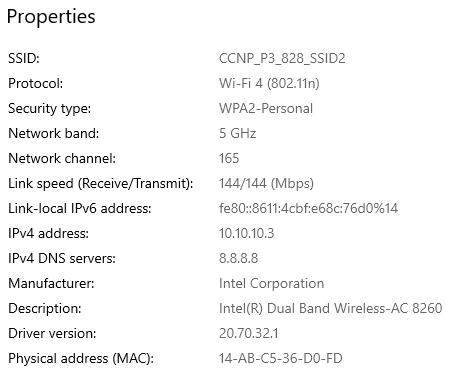 Properties
SSID: CCNP_P3_828_SSID2
Protocol: Wi-Fi 4 (802.11n)
Security type: WPA2-Personal
Network band: 5 GHz
Network channel: 165
Link speed (Receive/Transmit): 144/144 (Mbps)
Link-local IPv6 address: fe80::8611:4cbf:e68c:76d0%14
IPv4 address: 10.10.10.3
IPv4 DNS servers: 8.8.8.8
Manufacturer: Intel Corporation
Description: Intel(R) Dual Band Wireless-AC 8260
Driver version: 20.70.32.1
Physical address (MAC): 14-AB-C5-36-D0-FD